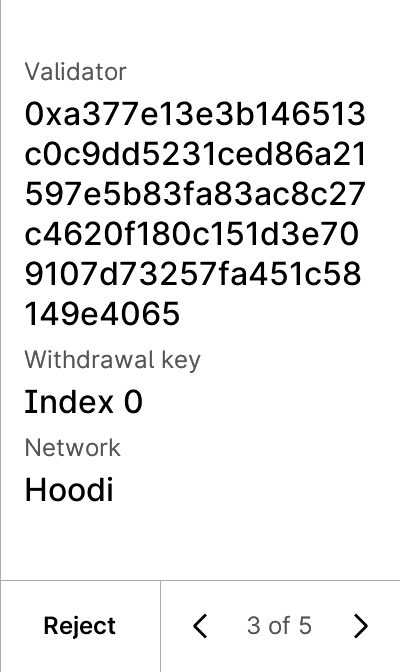 Validator
0xa377e13e3b146513
c0c9dd5231ced86a21
597e5b83fa83ac8c27
c4620f180c151d3e70
9107d73257fa451c58
149e4065
Withdrawal key
Index 0
Network
Hoodi
Reject
3 of 5